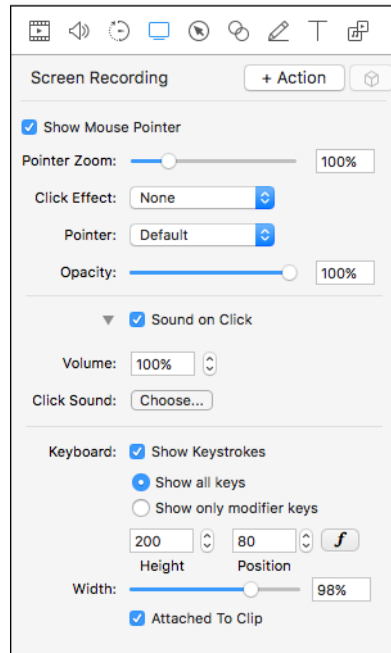 Screen Recording + Action
Show Mouse Pointer
Pointer Zoom: 100%
Click Effect: None
Pointer: Default
Opacity: 100%
Sound on Click
Volume: 100%
Click Sound: Choose...
Keyboard: Show Keystrokes
Show all keys
Show only modifier keys
200 80 f
Height Position
Width: 98%
Attached To Clip